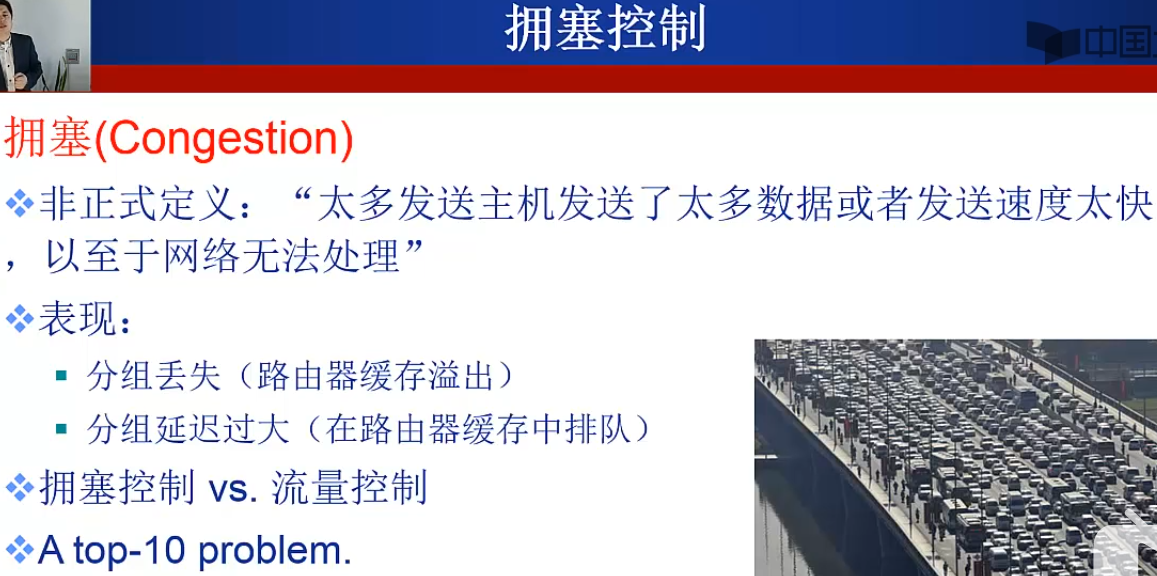 拥塞控制
中国
拥塞(Congestion)
非正式定义：“太多发送主机发送了太多数据或者发送速度太快
，以至于网络无法处理”
表现：
分组丢失（路由器缓存溢出）
分组延迟过大（在路由器缓存中排队）
拥塞控制 vs. 流量控制
A top-10 problem.